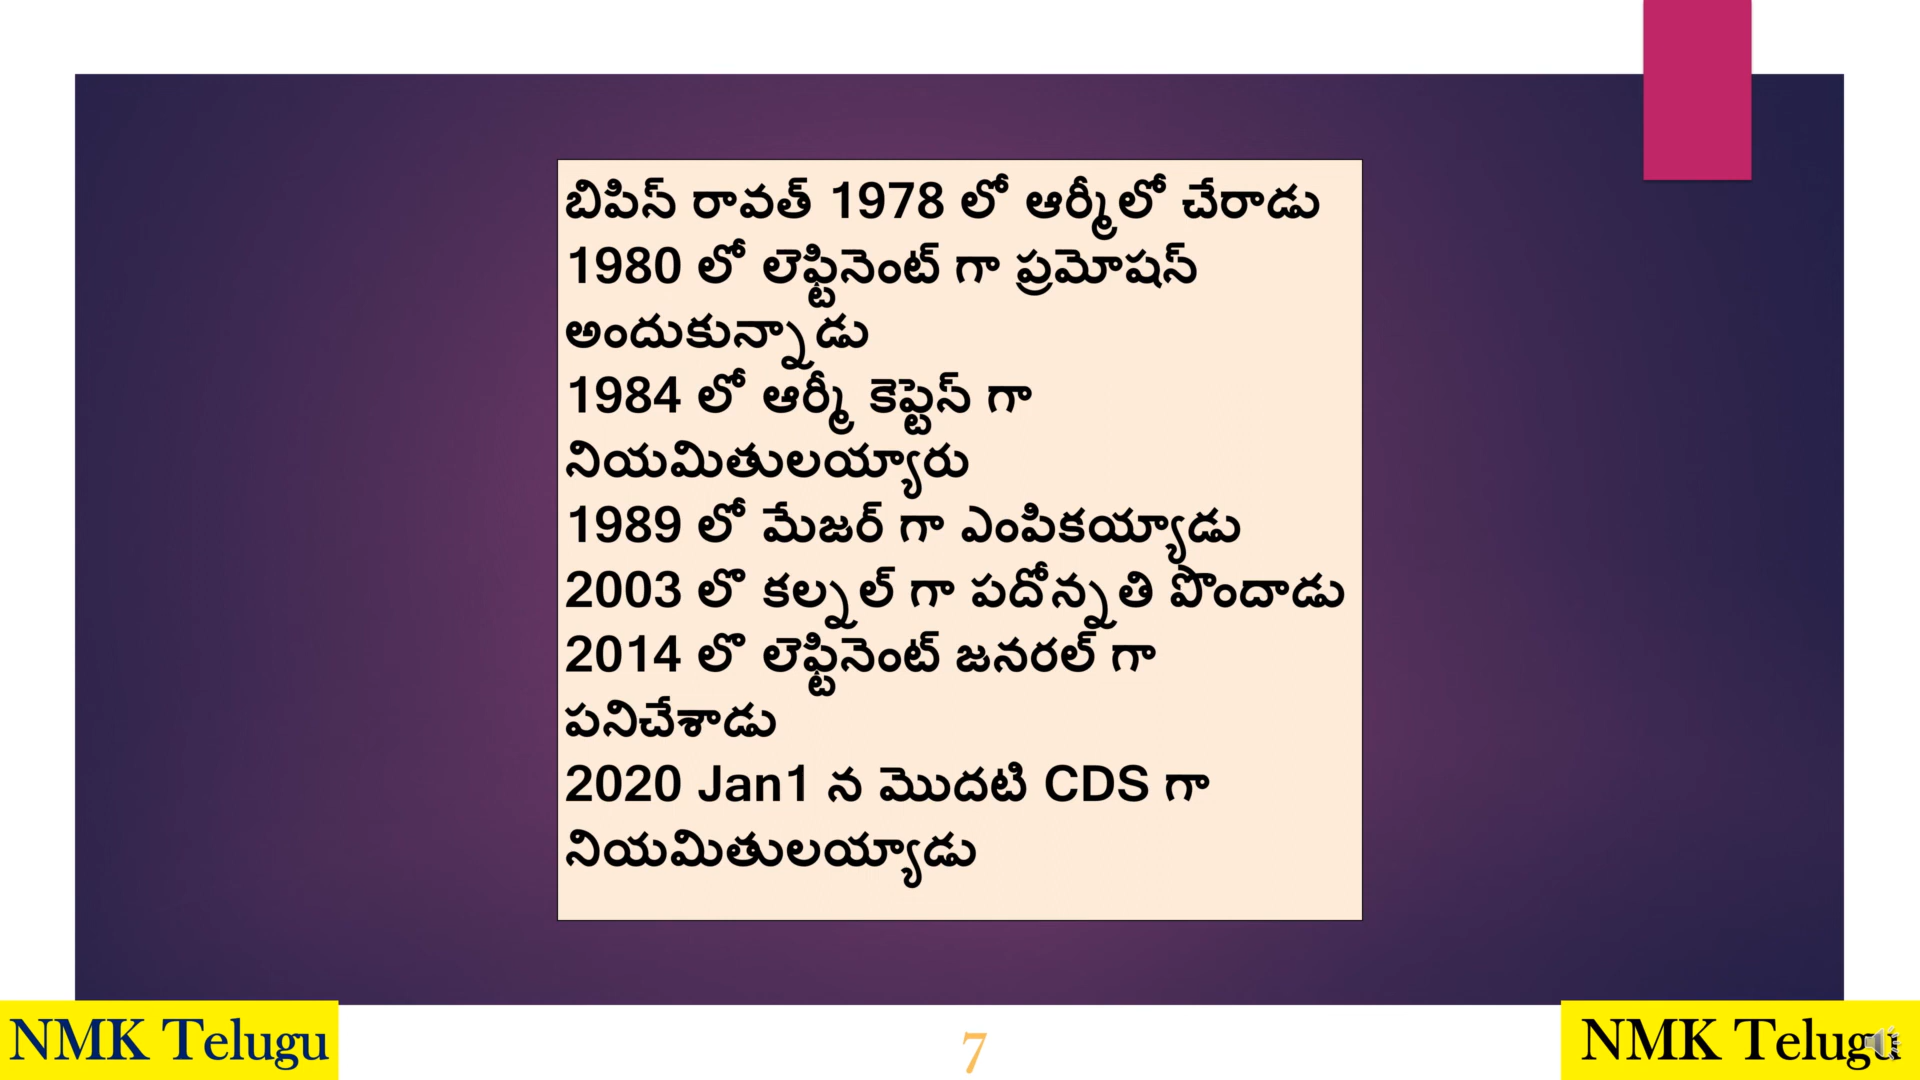 బిపిన్ రావత్ 1978 లో ఆర్మీలో చేరాడు
1980 లో లెఫ్టినెంట్ గా ప్రమోషన్
అందుకున్నాడు
1984 లో ఆర్మీ కెప్టెన్ గా
నియమితులయ్యారు
1989 లో మేజర్ గా ఎంపికయ్యాడు
2003 లొ కల్నల్ గా పదోన్నతి పొందాడు
2014 లొ లెఫ్టినెంట్ జనరల్ గా
పనిచేశాడు
2020 Jan1 న మొదటి CDS గా
నియమితులయ్యాడు
NMK Telugu
7
NMK Telugu